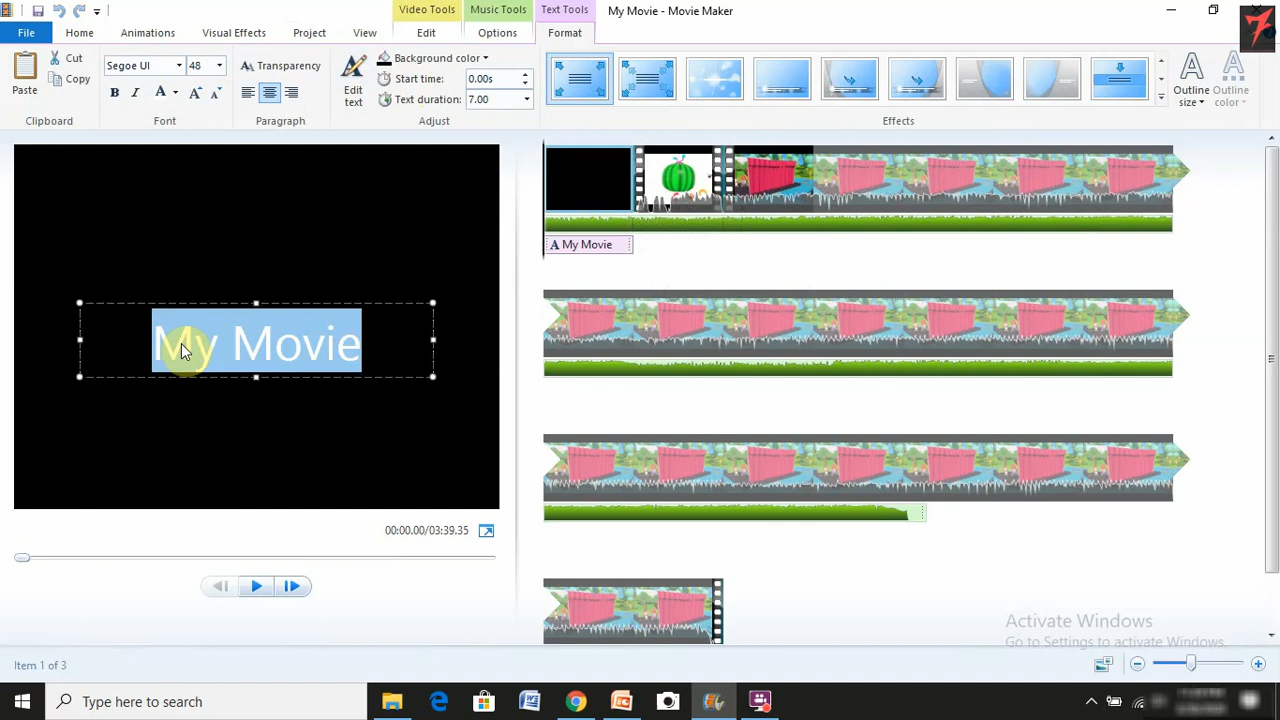 Video Tools
Music Tools
Text Tools
My Movie - Movie Maker
File
Home
Animations
Visual Effects
Project
View
Edit
Options
Format
Paste
Cut
Copy
Clipboard
Segoe UI
48
B
I
A
A
A
Font
Transparency
Paragraph
Edit text
Background color
Start time:
0.00s
Text duration:
7.00
Adjust
Effects
Outline size
Outline color
My Movie
A My Movie
00:00.00/03:39.35
Activate Windows
Go to Settings to activate Windows.
Item 1 of 3
Type here to search